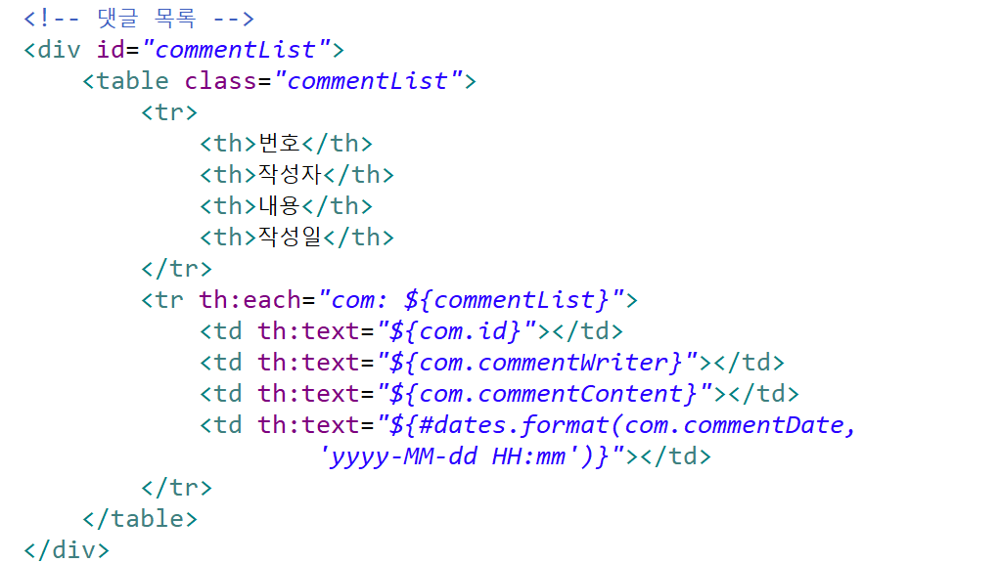 <!-- 댓글 목록 -->
<div id="commentList">
    <table class="commentList">
        <tr>
            <th>번호</th>
            <th>작성자</th>
            <th>내용</th>
            <th>작성일</th>
        </tr>
        <tr th:each="com: ${commentList}">
            <td th:text="${com.id}"></td>
            <td th:text="${com.commentWriter}"></td>
            <td th:text="${com.commentContent}"></td>
            <td th:text="${#dates.format(com.commentDate,
                    'yyyy-MM-dd HH:mm')}"></td>
        </tr>
    </table>
</div>